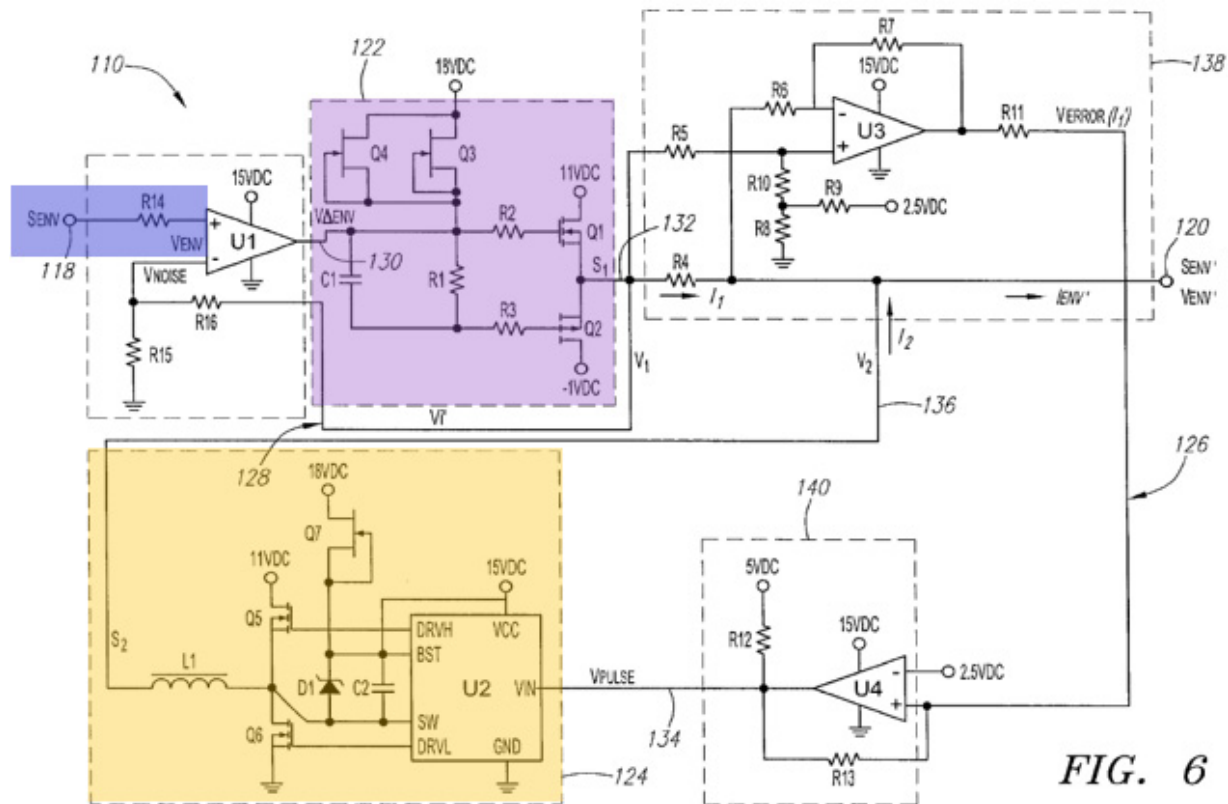 110
122
18VDC
Q4
Q3
11VDC
R2
Q1
VΔENV
130
C1
R1
S1
132
R3
Q2
-1VDC
SENV
118
R14
VENV
15VDC
+
U1
-
VNOISE
R16
R15
128
V1
R7
138
15VDC
R6
-
U3
+
R11
VERROR(I1)
R5
R10
R9
2.5VDC
R8
R4
I1
IENV'
120
SENV'
VENV'
I2
V2
136
126
18VDC
Q7
11VDC
15VDC
Q5
DRVH
VCC
BST
S2
L1
D1
C2
U2
VIN
SW
Q6
DRVL
GND
124
VPULSE
134
140
5VDC
R12
15VDC
-
2.5VDC
U4
+
R13
FIG. 6